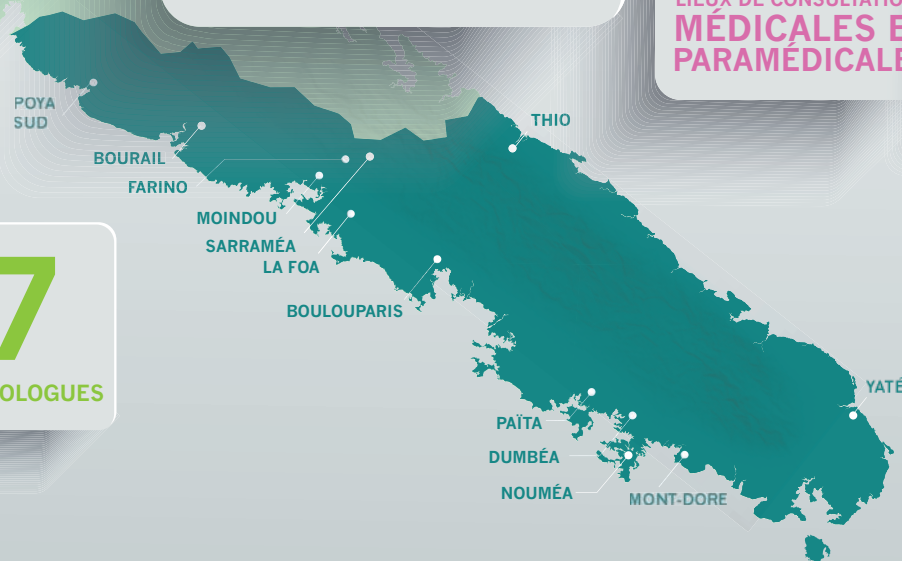 MÉDICALES E
PARAMÉDICALE
POYA
SUD
THIO
BOURAIL
FARINO
MOINDOU
SARRAMÉA
LA FOA
BOULOUPARIS
7
OLOGUES
YATÉ
PAÏTA
DUMBÉA
NOUMÉA
MONT-DORE